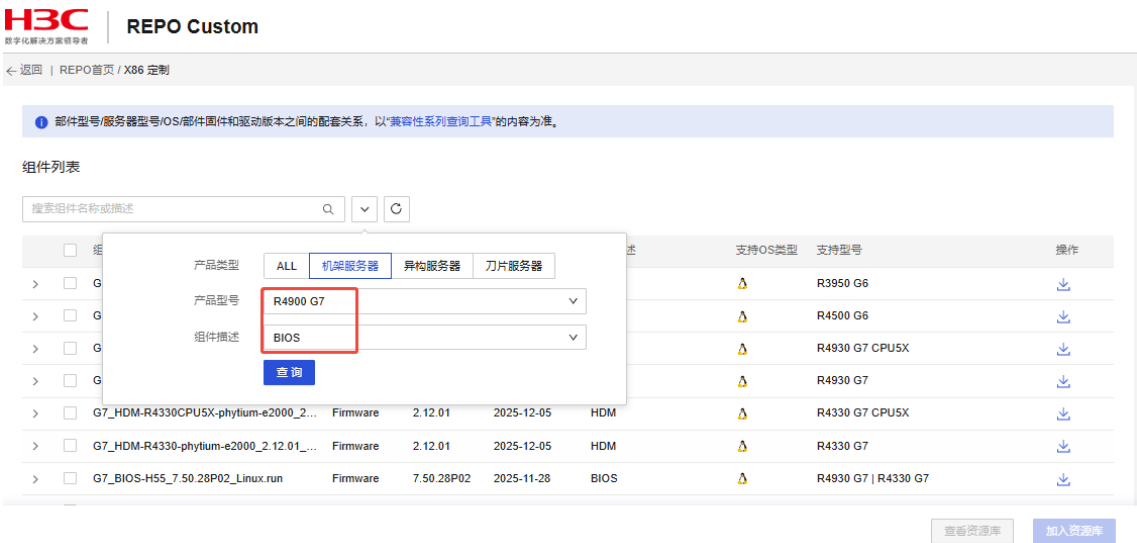 H3C
数字化解决方案领导者
REPO Custom
返回 | REPO首页 / X86 定制
部件型号/服务器型号/OS/部件固件和驱动版本之间的配套关系，以“兼容性系列查询工具”的内容为准。
组件列表
搜索组件名称或描述
组 述 支持OS类型 支持型号 操作
产品类型 ALL 机架服务器 异构服务器 刀片服务器
G R3950 G6
产品型号 R4900 G7
G R4500 G6
组件描述 BIOS
G R4930 G7 CPU5X
查询
G R4930 G7
G7_HDM-R4330CPU5X-phytium-e2000_2... Firmware 2.12.01 2025-12-05 HDM R4330 G7 CPU5X
G7_HDM-R4330-phytium-e2000_2.12.01_... Firmware 2.12.01 2025-12-05 HDM R4330 G7
G7_BIOS-H55_7.50.28P02_Linux.run Firmware 7.50.28P02 2025-11-28 BIOS R4930 G7 | R4330 G7
查看资源库 加入资源库